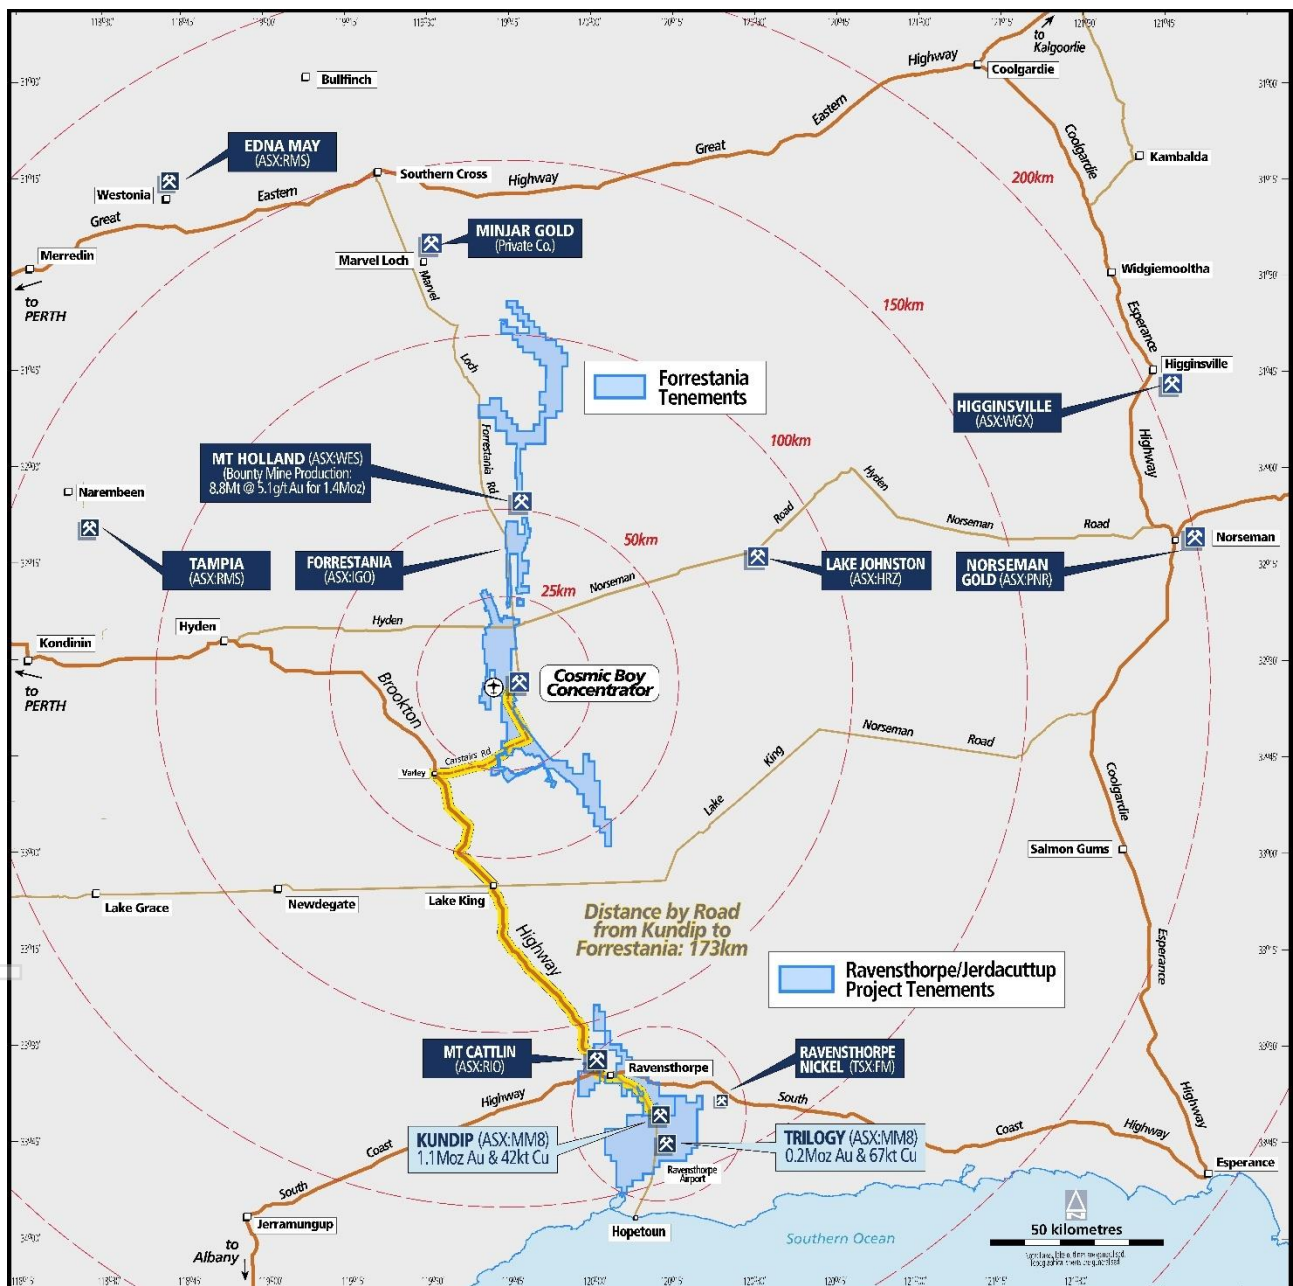 to
Kalgoorlie
Highway
Coolgardie
Bullfinch
Eastern
Coolgardie
Kambalda
EDNA MAY
(ASX:RMS)
Great
Southern Cross
Highway
200km
Westonia
Eastern
Great
MINJAR GOLD
(Private Co.)
Merredin
Marvel Loch
Widgiemooltha
to
PERTH
Marvel
150km
Esperance
Loch
Forrestania
Tenements
Higginsville
HIGGINSVILLE
(ASX:WGX)
100km
Forrestania Rd
Highway
MT HOLLAND (ASX:WES)
(Bounty Mine Production:
8.8Mt @ 5.1g/t Au for 1.4Moz)
Hyden
Narembeen
Road
Norseman
Road
50km
Norseman
TAMPIA
(ASX:RMS)
FORRESTANIA
(ASX:IGO)
LAKE JOHNSTON
(ASX:HRZ)
NORSEMAN
GOLD (ASX:PNR)
Norseman
25km
Hyden
Hyden
Kondinin
Cosmic Boy
Concentrator
to
PERTH
Brookton
Norseman
Road
King
Carstairs Rd
Varley
Lake
Coolgardie
Salmon Gums
Lake Grace
Newdegate
Lake King
Distance by Road
from Kundip to
Forrestania: 173km
Highway
Esperance
Ravensthorpe/Jerdacuttup
Project Tenements
MT CATTLIN
(ASX:RIO)
Ravensthorpe
RAVENSTHORPE
NICKEL (TSX:FM)
Highway
South
Highway
Coast
Highway
KUNDIP (ASX:MM8)
1.1Moz Au & 42kt Cu
TRILOGY (ASX:MM8)
0.2Moz Au & 67kt Cu
Coast
Ravensthorpe
Airport
Esperance
South
Jerramungup
Hopetoun
Southern Ocean
N
50 kilometres
to
Albany